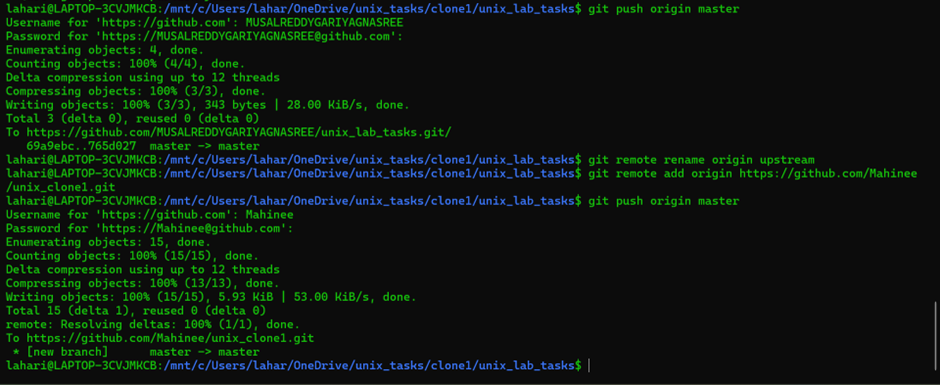 lahari@LAPTOP-3CVJMKCB:/mnt/c/Users/lahar/OneDrive/unix_tasks/clone1/unix_lab_tasks$ git push origin master
Username for 'https://github.com': MUSALREDDYGARIYAGNASREE
Password for 'https://MUSALREDDYGARIYAGNASREE@github.com':
Enumerating objects: 4, done.
Counting objects: 100% (4/4), done.
Delta compression using up to 12 threads
Compressing objects: 100% (3/3), done.
Writing objects: 100% (3/3), 343 bytes | 28.00 KiB/s, done.
Total 3 (delta 0), reused 0 (delta 0)
To https://github.com/MUSALREDDYGARIYAGNASREE/unix_lab_tasks.git/
   69a9ebc..765d027  master -> master
lahari@LAPTOP-3CVJMKCB:/mnt/c/Users/lahar/OneDrive/unix_tasks/clone1/unix_lab_tasks$ git remote rename origin upstream
lahari@LAPTOP-3CVJMKCB:/mnt/c/Users/lahar/OneDrive/unix_tasks/clone1/unix_lab_tasks$ git remote add origin https://github.com/Mahinee
/unix_clone1.git
lahari@LAPTOP-3CVJMKCB:/mnt/c/Users/lahar/OneDrive/unix_tasks/clone1/unix_lab_tasks$ git push origin master
Username for 'https://github.com': Mahinee
Password for 'https://Mahinee@github.com':
Enumerating objects: 15, done.
Counting objects: 100% (15/15), done.
Delta compression using up to 12 threads
Compressing objects: 100% (13/13), done.
Writing objects: 100% (15/15), 5.93 KiB | 53.00 KiB/s, done.
Total 15 (delta 1), reused 0 (delta 0)
remote: Resolving deltas: 100% (1/1), done.
To https://github.com/Mahinee/unix_clone1.git
 * [new branch]      master -> master
lahari@LAPTOP-3CVJMKCB:/mnt/c/Users/lahar/OneDrive/unix_tasks/clone1/unix_lab_tasks$